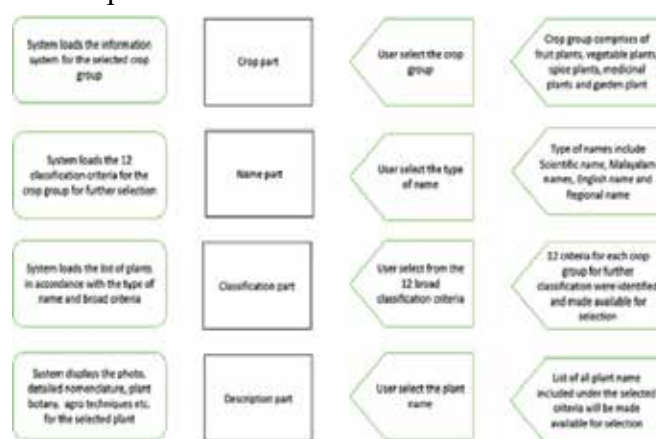 System loads the information
system for the selected crop
group
Crop part
User select the crop
group
Crop group comprises of
fruit plants, vegetable plants,
spice plants, medicinal
plants and garden plant
System loads the 12
classification criteria for the
crop group for further selection
Name part
User select the type
of name
Type of names include
Scientific name, Malayalam
names, English name and
Regional name
System loads the list of plants
in accordance with the type of
name and broad criteria
Classification part
User select from the
12 broad
classification criteria
12 criteria for each crop
group for further
classification were identified
and made available for
selection
System displays the photo,
detailed nomenclature, plant
botany, agro techniques etc.
for the selected plant
Description part
User select the plant
name
List of all plant name
included under the selected
criteria will be made
available for selection